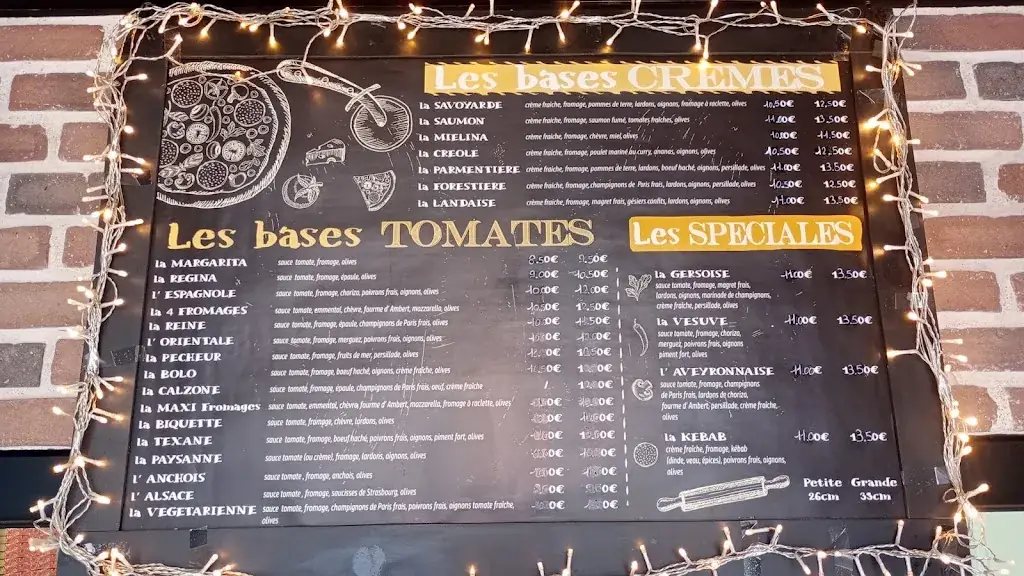 Les bases CRÈMES
la SAVOYARDE crème fraîche, fromage, pommes de terre, lardons, oignons, fromage à raclette, olives 10,50€ 12,50€
la SAUMON crème fraîche, fromage, saumon fumé, tomates fraîches, olives 11,00€ 13,50€
la MIELINA crème fraîche, fromage, chèvre, miel, olives 11,50€
la CREOLE crème fraîche, fromage, poulet mariné au curry, ananas, oignons, olives 10,50€ 12,50€
la PARMENTIÈRE crème fraîche, fromage, pommes de terre, lardons, boeuf haché, oignons, persillade, olives 11,00€ 13,50€
la FORESTIERE crème fraîche, fromage, champignons de Paris frais, lardons, oignons, persillade, olives 10,50€ 12,50€
la LANDAISE crème fraîche, fromage, magret frais, gésiers confits, lardons, oignons, olives 11,00€ 13,50€
Les bases TOMATES
la MARGARITA sauce tomate, fromage, olives 8,50€ 9,50€
la REGINA sauce tomate, fromage, épaule, olives 9,00€ 10,50€
l' ESPAGNOLE sauce tomate, fromage, chorizo, poivrons frais, oignons, olives 10,00€ 12,00€
la 4 FROMAGES sauce tomate, emmental, chèvre, fourme d'Ambert, mozzarella, olives 10,50€ 12,50€
la REINE sauce tomate, fromage, épaule, champignons de Paris frais, olives
l' ORIENTALE sauce tomate, fromage, merguez, poivrons frais, oignons, olives
la PECHEUR sauce tomate, fromage, fruits de mer, persillade, olives
la BOLO sauce tomate, fromage, boeuf haché, oignons, crème fraîche, olives
la CALZONE sauce tomate, fromage, épaule, champignons de Paris frais, oeuf, crème fraîche /
la MAXI Fromages sauce tomate, emmental, chèvre, fourme d'Ambert, mozzarella, fromage à raclette, olives
la BIQUETTE sauce tomate, fromage, chèvre, lardons, olives
la TEXANE sauce tomate, fromage, boeuf haché, poivrons frais, oignons, piment fort, olives
la PAYSANNE sauce tomate (ou crème), fromage, lardons, oignons, olives
l' ANCHOIS sauce tomate, fromage, anchois, olives
l' ALSACE sauce tomate, fromage, saucisses de Strasbourg, olives
la VEGETARIENNE sauce tomate, fromage, champignons de Paris frais, poivrons frais, oignons tomate fraîche,
olives
Les SPECIALES
la GERSOISE 11,00€ 13,50€
sauce tomate, fromage, magret frais,
lardons, oignons, marinade de champignons,
crème fraîche, persillade, olives
la VESUVE 11,00€ 13,50€
sauce tomate, fromage, chorizo,
merguez, poivrons frais, oignons
piment fort, olives
l' AVEYRONNAISE 11,00€ 13,50€
sauce tomate, fromage, champignons
de Paris frais, lardons de chorizo,
fourme d'Ambert, persillade, crème fraîche,
olives
la KEBAB 11,00€ 13,50€
crème fraîche, fromage, kébab
(dinde, veau, épices), poivrons frais, oignons,
olives
Petite Grande
26cm 33cm